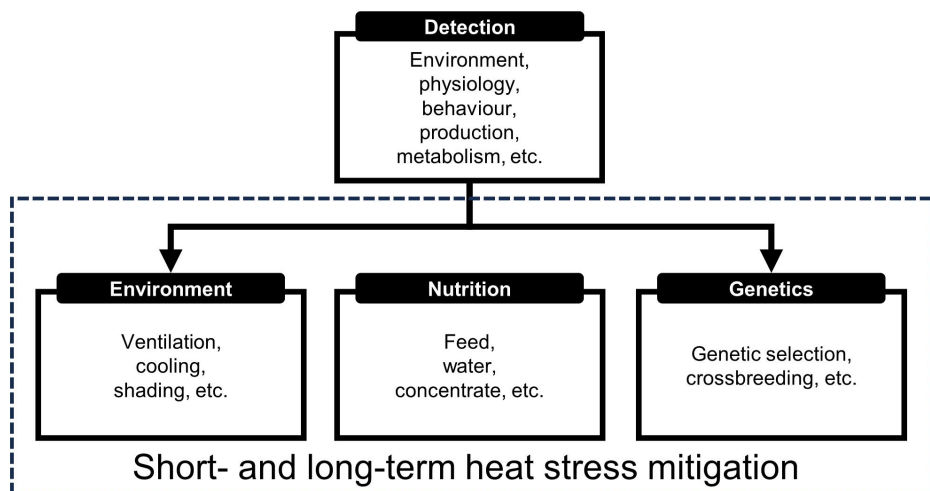 Detection
Environment,
physiology,
behaviour,
production,
metabolism, etc.
Environment
Ventilation,
cooling,
shading, etc.
Nutrition
Feed,
water,
concentrate, etc.
Genetics
Genetic selection,
crossbreeding, etc.
Short- and long-term heat stress mitigation